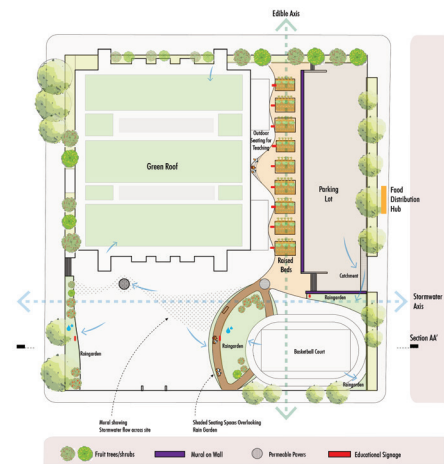 Edible Axis
Outdoor
Seating for
Teaching
Green Roof
Parking
Lot
Food
Distribution
Hub
Raised
Beds
Catchment
Raingarden
Stormwater
Axis
Section AA'
Raingarden
Raingarden
Basketball Court
Raingarden
Mural showing
Stormwater flow across site
Shaded Seating Spaces Overlooking
Rain Garden
Fruit trees/shrubs
Mural on Wall
Permeable Pavers
Educational Signage